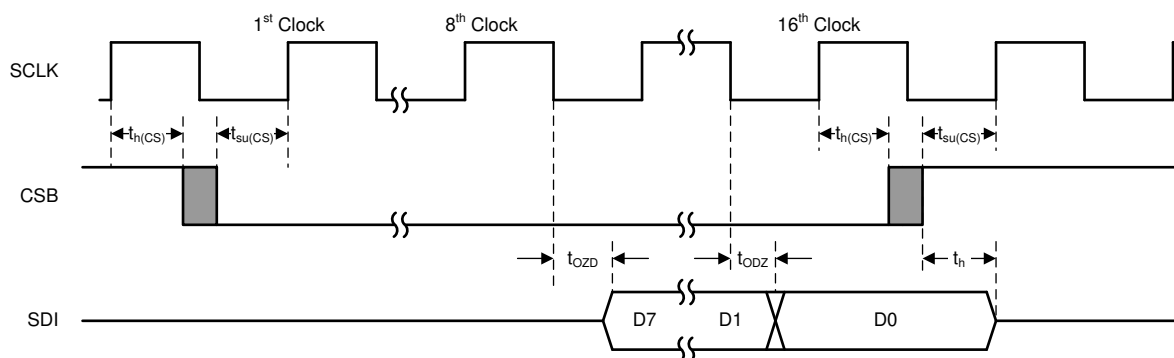 1st Clock
8th Clock
16th Clock
SCLK
th(CS)
tsu(CS)
th(CS)
tsu(CS)
CSB
tOZD
tODZ
th
SDI
D7
D1
D0